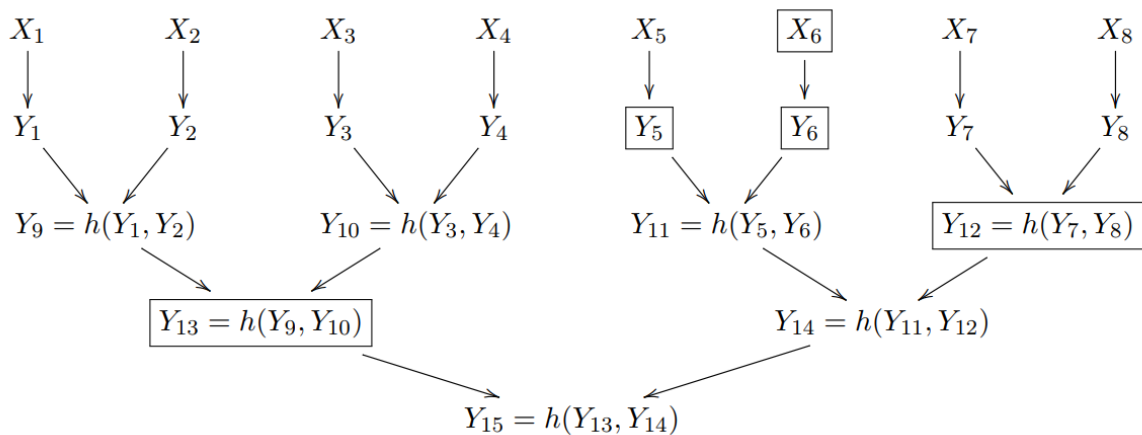 X₁ X₂ X₃ X₄ X₅ X₆ X₇ X₈
Y₁ Y₂ Y₃ Y₄ Y₅ Y₆ Y₇ Y₈
Y₉ = h(Y₁, Y₂) Y₁₀ = h(Y₃, Y₄) Y₁₁ = h(Y₅, Y₆) Y₁₂ = h(Y₇, Y₈)
Y₁₃ = h(Y₉, Y₁₀) Y₁₄ = h(Y₁₁, Y₁₂)
Y₁₅ = h(Y₁₃, Y₁₄)